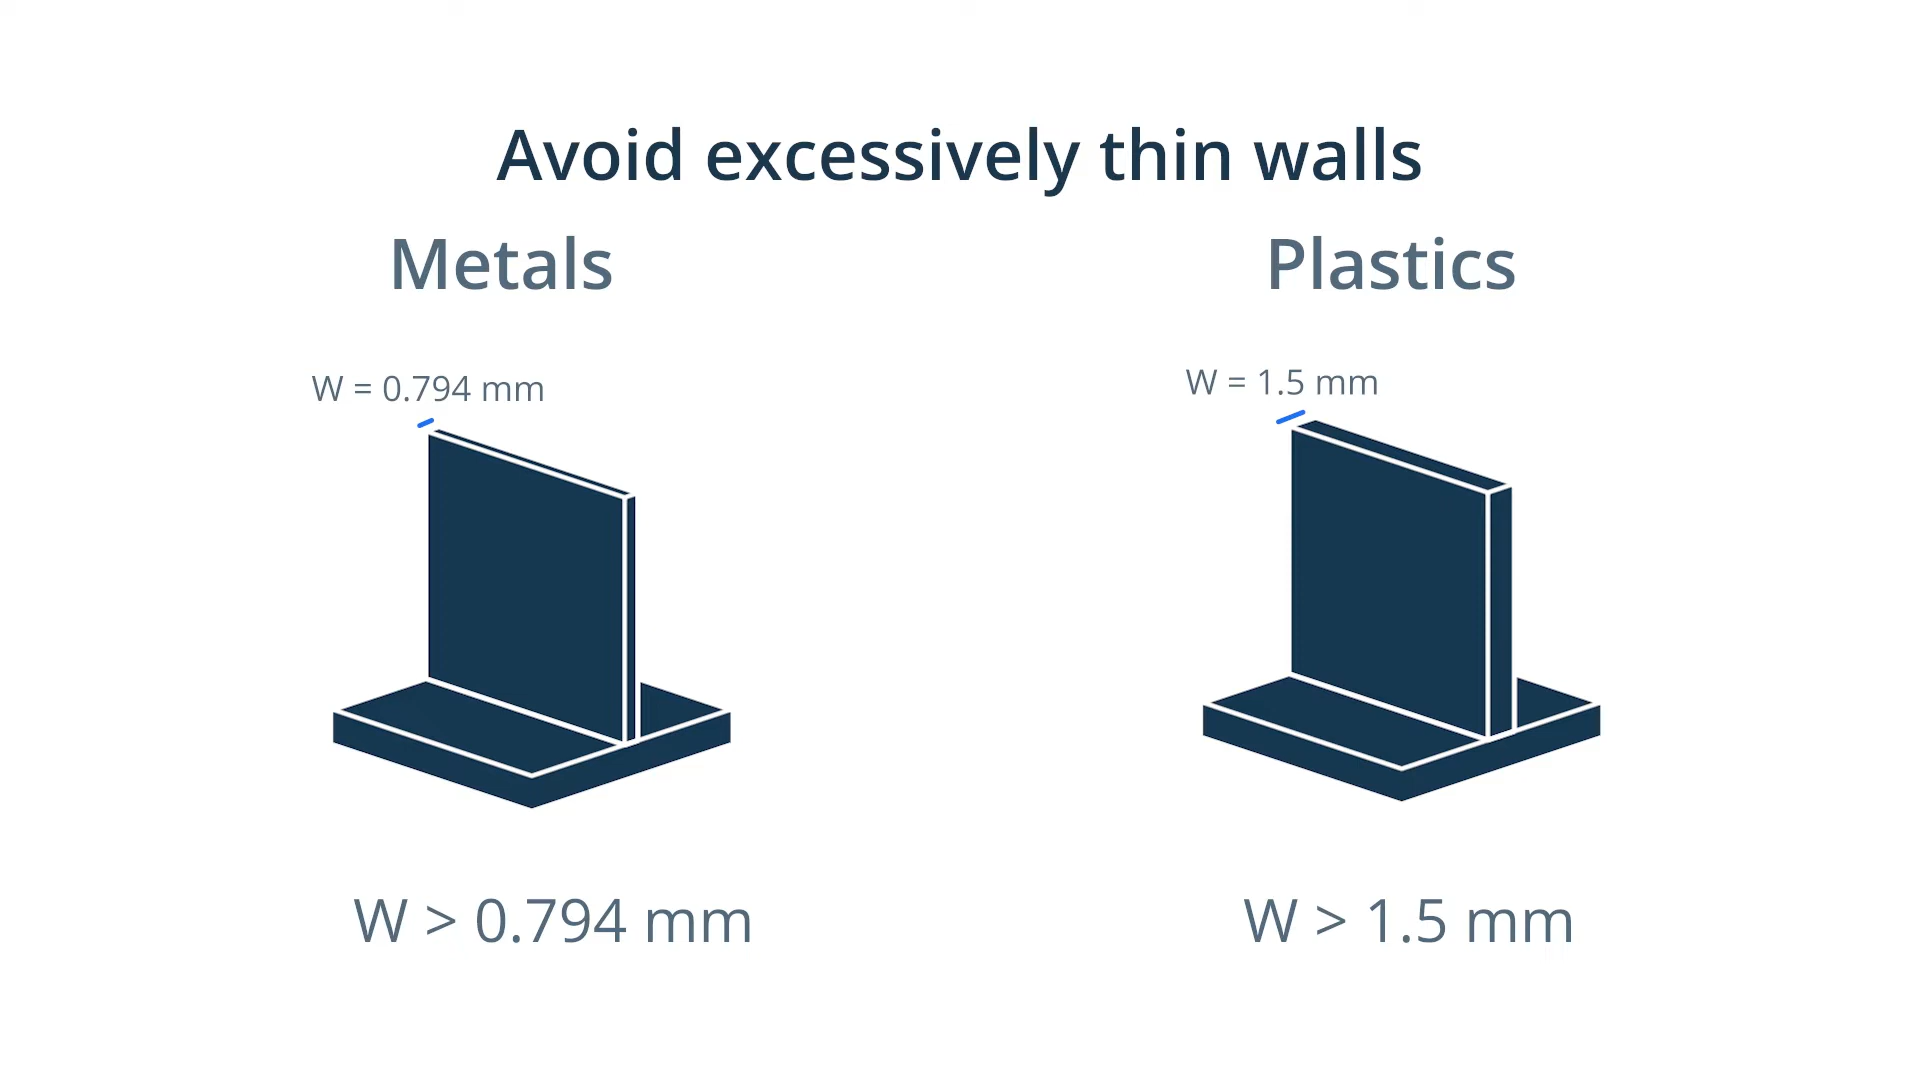 Avoid excessively thin walls
Metals
Plastics
W = 0.794 mm
W = 1.5 mm
W > 0.794 mm
W > 1.5 mm